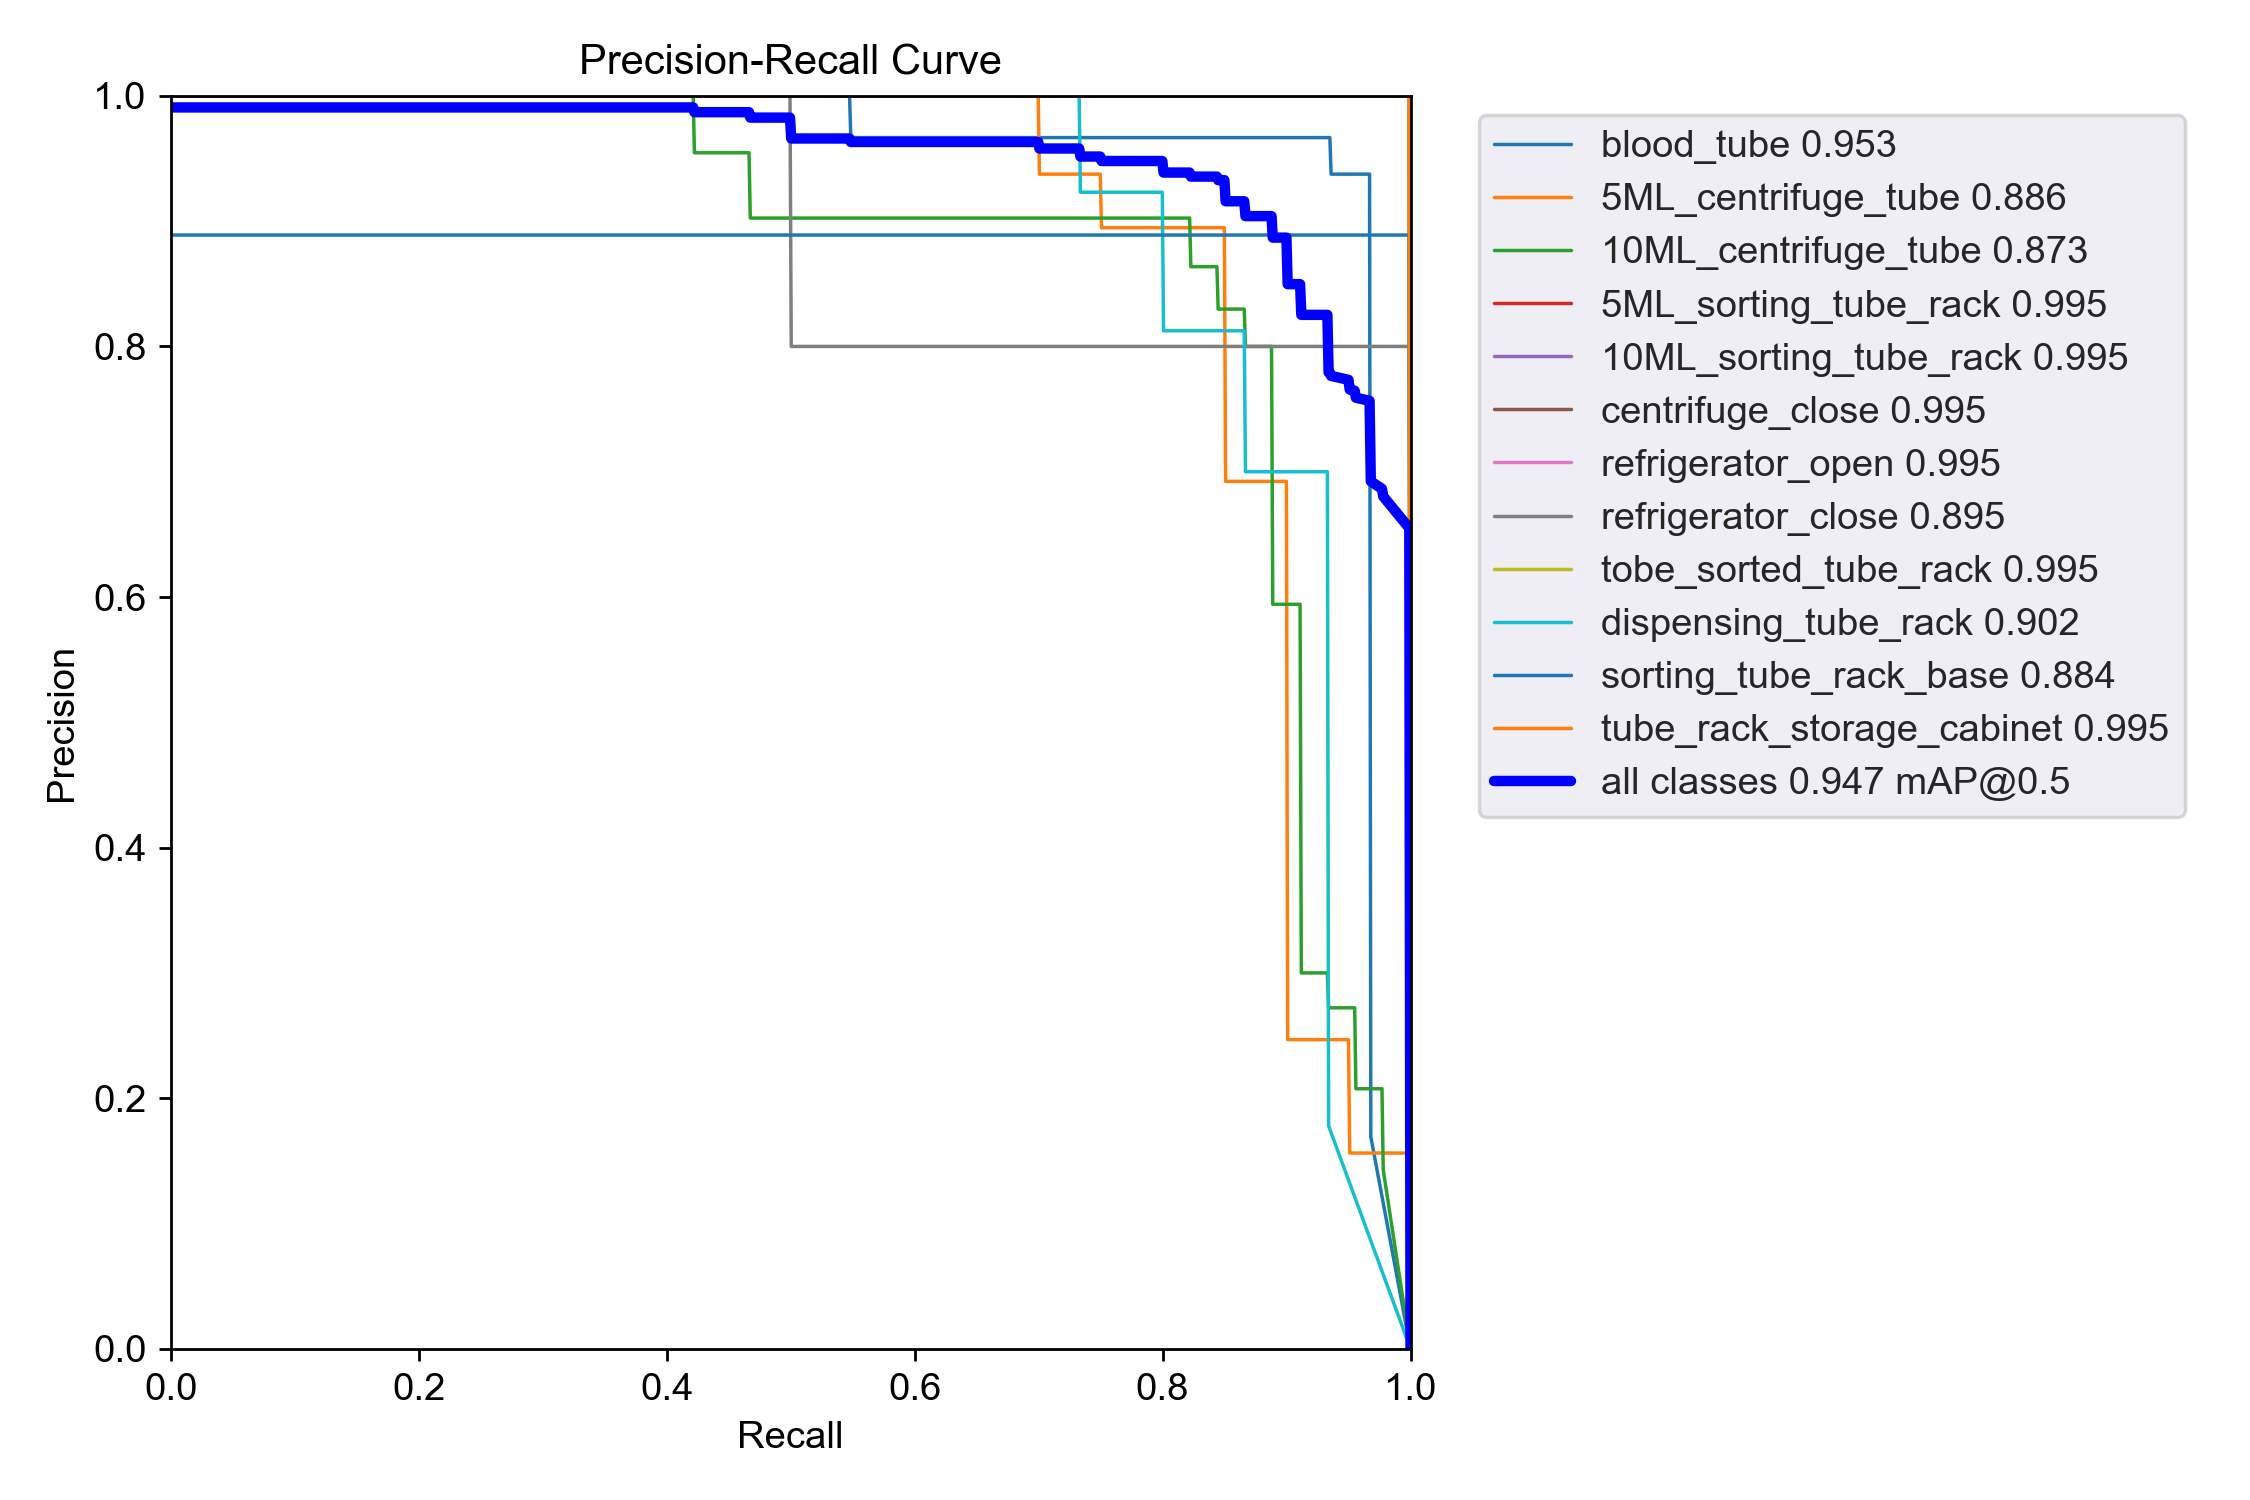 Precision-Recall Curve
1.0
0.8
0.6
0.4
0.2
0.0
Precision
0.0 0.2 0.4 0.6 0.8 1.0
Recall
blood_tube 0.953
5ML_centrifuge_tube 0.886
10ML_centrifuge_tube 0.873
5ML_sorting_tube_rack 0.995
10ML_sorting_tube_rack 0.995
centrifuge_close 0.995
refrigerator_open 0.995
refrigerator_close 0.895
tobe_sorted_tube_rack 0.995
dispensing_tube_rack 0.902
sorting_tube_rack_base 0.884
tube_rack_storage_cabinet 0.995
all classes 0.947 mAP@0.5